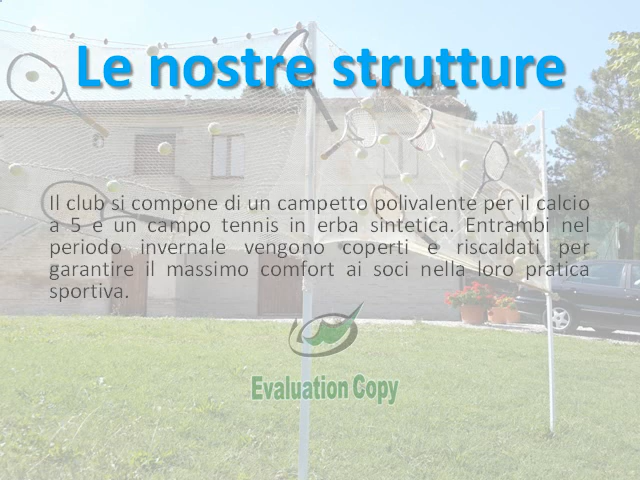 Le nostre strutture
Il club si compone di un campetto polivalente per il calcio
a 5 e un campo tennis in erba sintetica. Entrambi nel
periodo invernale vengono coperti e riscaldati per
garantire il massimo comfort ai soci nella loro pratica
sportiva.
Evaluation Copy